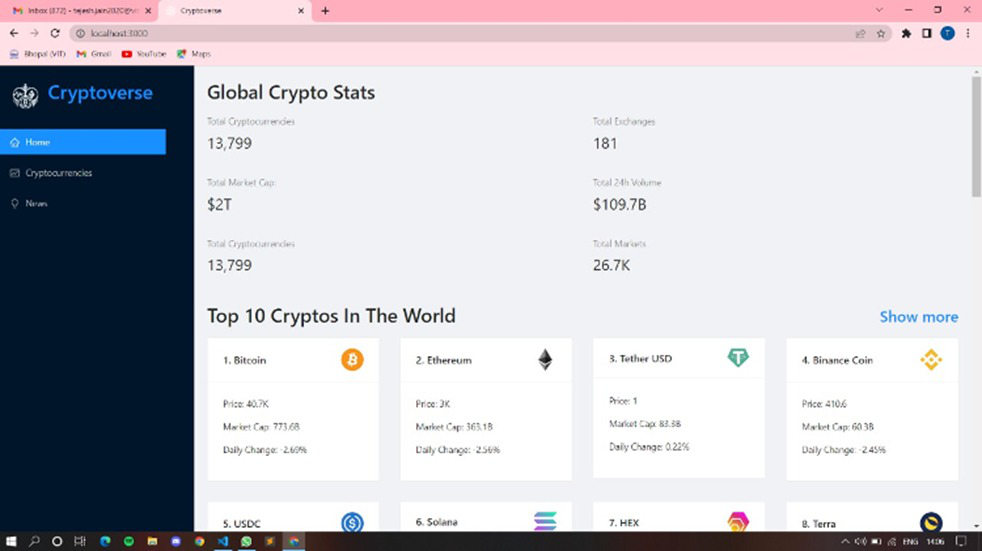 Inbox (372) - tejesh.jain2020@vi
Cryptoverse
localhost:3000
Bhopal (VIT) Gmail YouTube Maps
T
Cryptoverse
Home
Cryptocurrencies
News
Global Crypto Stats
Total Cryptocurrencies Total Exchanges
13,799 181
Total Market Cap: Total 24h Volume
$2T $109.7B
Total Cryptocurrencies Total Markets
13,799 26.7K
Top 10 Cryptos In The World Show more
1. Bitcoin
Price: 40.7K
Market Cap: 773.6B
Daily Change: -2.69%
2. Ethereum
Price: 3K
Market Cap: 363.1B
Daily Change: -2.56%
3. Tether USD
Price: 1
Market Cap: 83.3B
Daily Change: 0.22%
4. Binance Coin
Price: 410.6
Market Cap: 60.3B
Daily Change: -2.45%
5. USDC
6. Solana
7. HEX
8. Terra
ENG 14:06